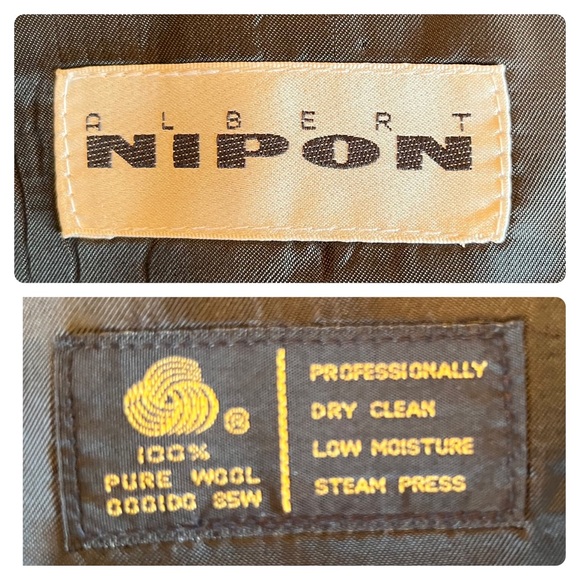 ALBERT
NIPON
®
100%
PURE WOOL
PROFESSIONALLY
DRY CLEAN
LOW MOISTURE
STEAM PRESS